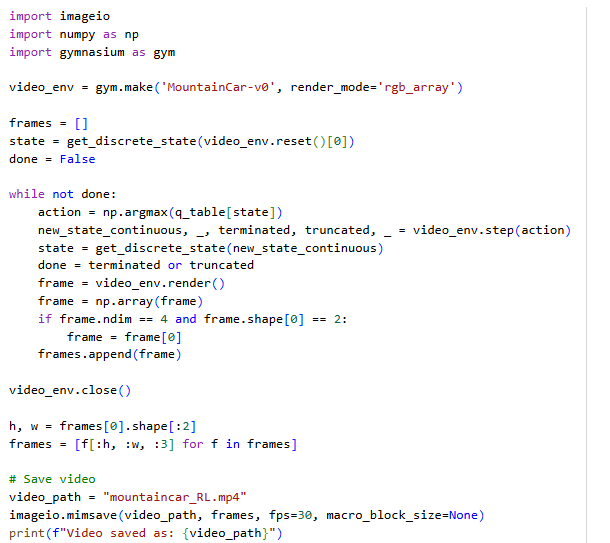 import imageio
import numpy as np
import gymnasium as gym

video_env = gym.make('MountainCar-v0', render_mode='rgb_array')

frames = []
state = get_discrete_state(video_env.reset()[0])
done = False

while not done:
    action = np.argmax(q_table[state])
    new_state_continuous, _, terminated, truncated, _ = video_env.step(action)
    state = get_discrete_state(new_state_continuous)
    done = terminated or truncated
    frame = video_env.render()
    frame = np.array(frame)
    if frame.ndim == 4 and frame.shape[0] == 2:
        frame = frame[0]
    frames.append(frame)

video_env.close()

h, w = frames[0].shape[:2]
frames = [f[:h, :w, :3] for f in frames]

# Save video
video_path = "mountaincar_RL.mp4"
imageio.mimsave(video_path, frames, fps=30, macro_block_size=None)
print(f"Video saved as: {video_path}")